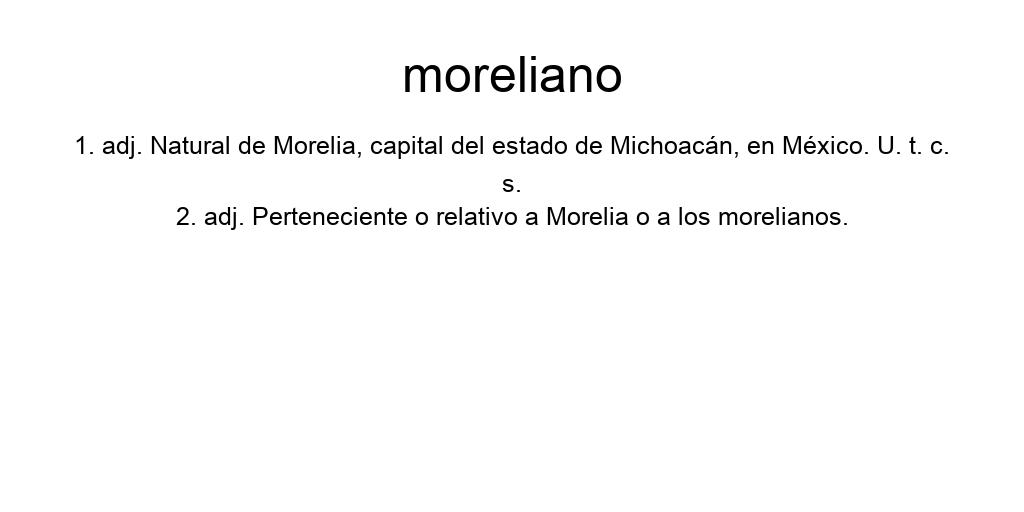 moreliano
1. adj. Natural de Morelia, capital del estado de Michoacán, en México. U. t. c.
s.
2. adj. Perteneciente o relativo a Morelia o a los morelianos.